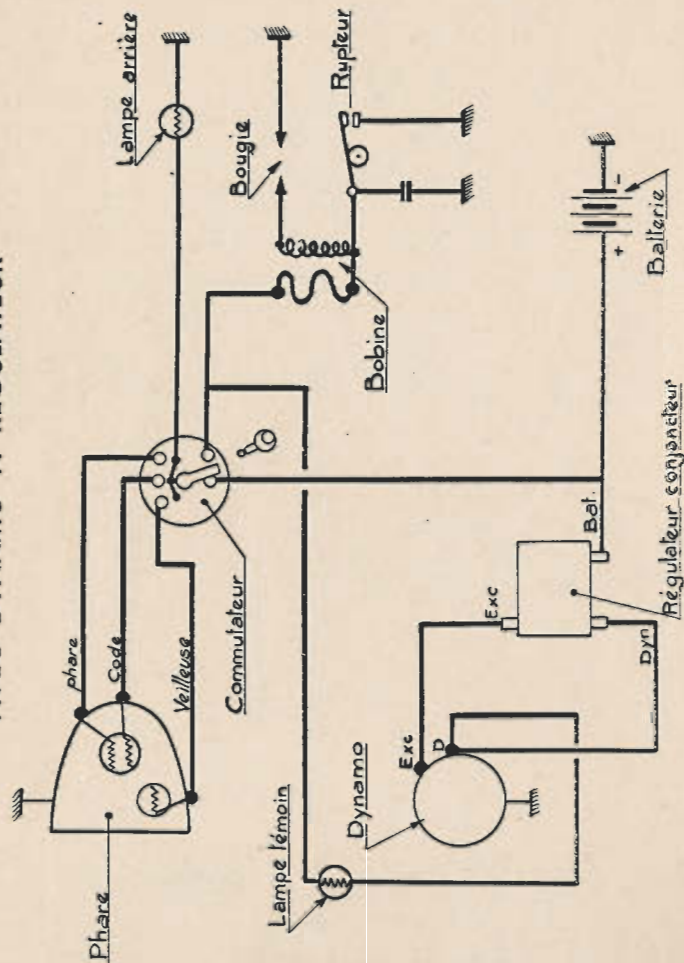 Phare
phare
Code
Veilleuse
Commutateur
Lampe arrière
Bougie
Rupteur
Bobine
Lampe témoin
Dynamo
Exc
D
Exc
Dyn
Bat.
Régulateur conjoncteur
+
-
Batterie